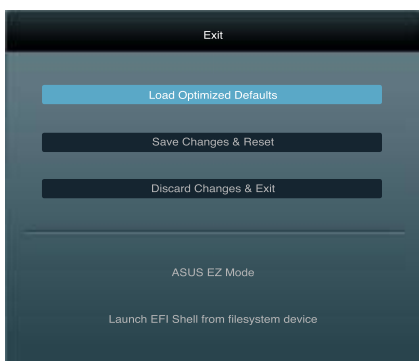 Exit
Load Optimized Defaults
Save Changes & Reset
Discard Changes & Exit
ASUS EZ Mode
Launch EFI Shell from filesystem device